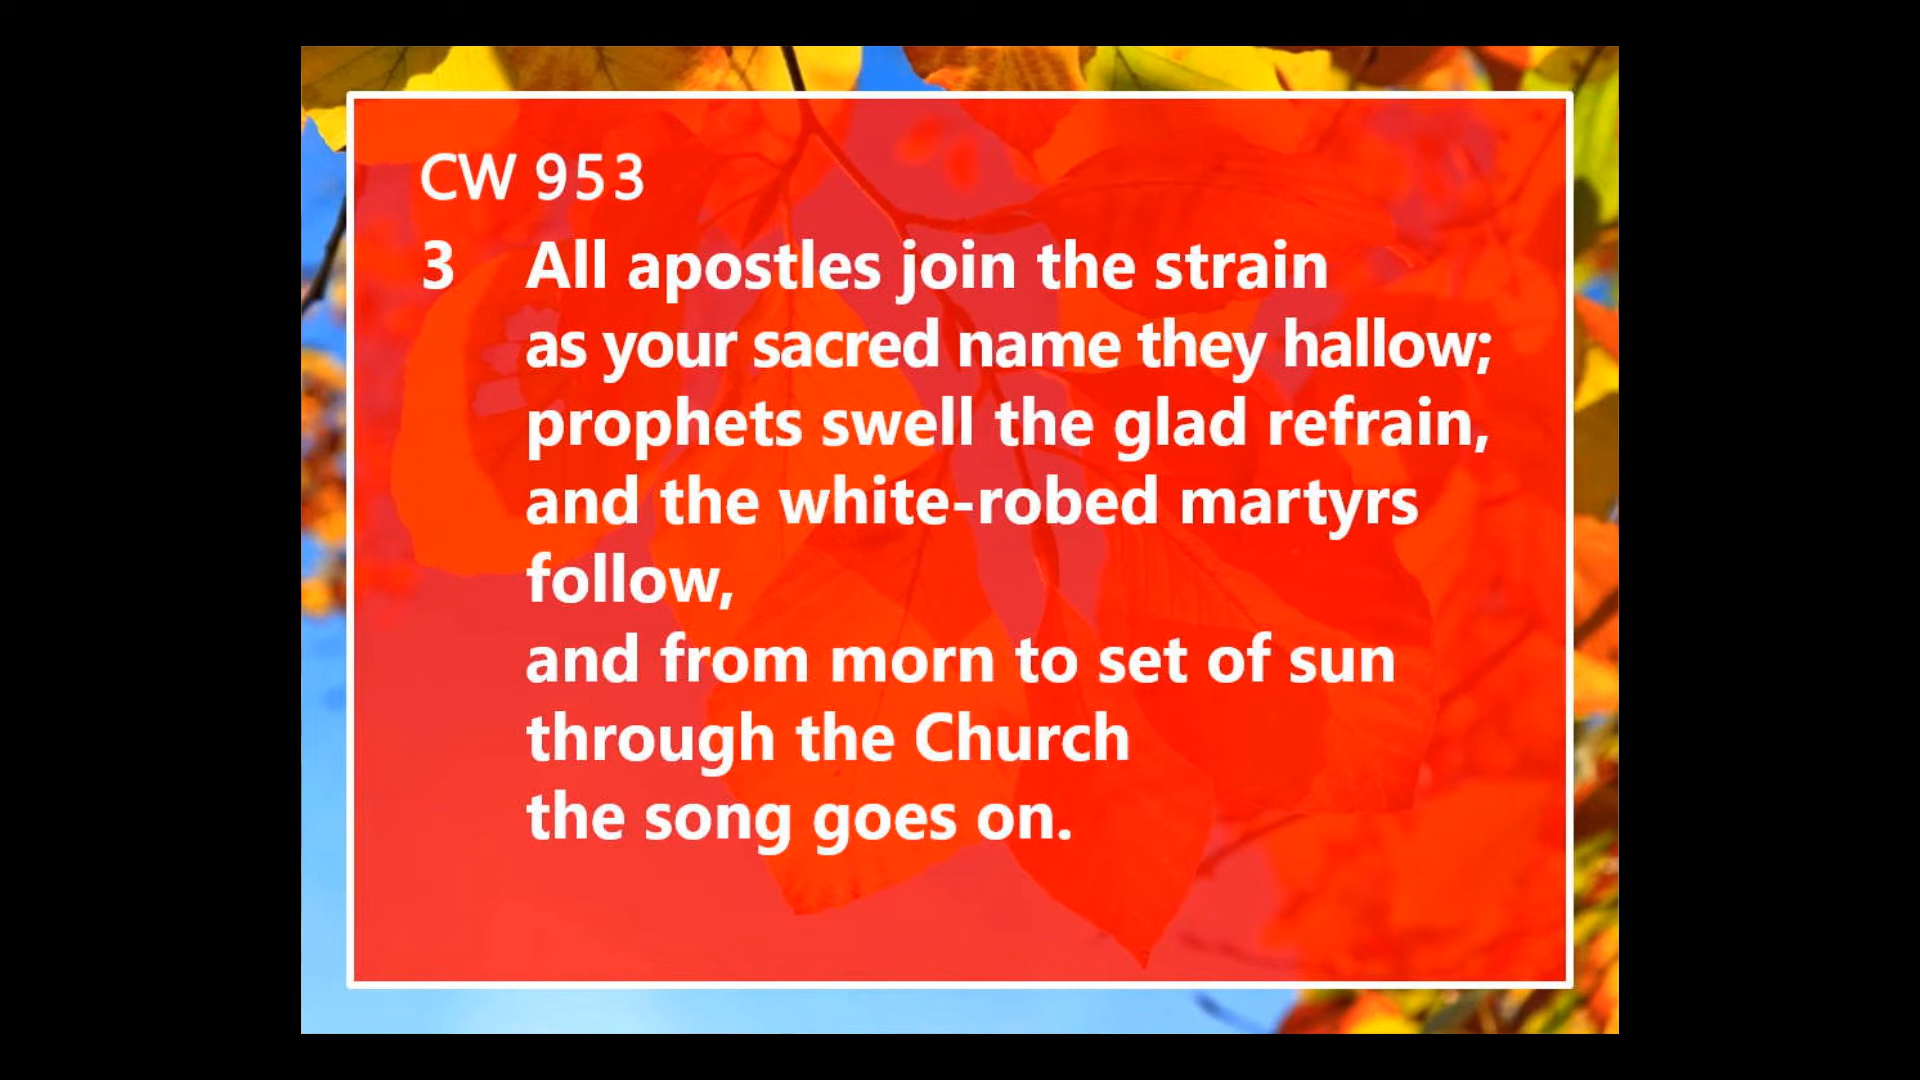 CW 953
3 All apostles join the strain
as your sacred name they hallow;
prophets swell the glad refrain,
and the white-robed martyrs
follow,
and from morn to set of sun
through the Church
the song goes on.